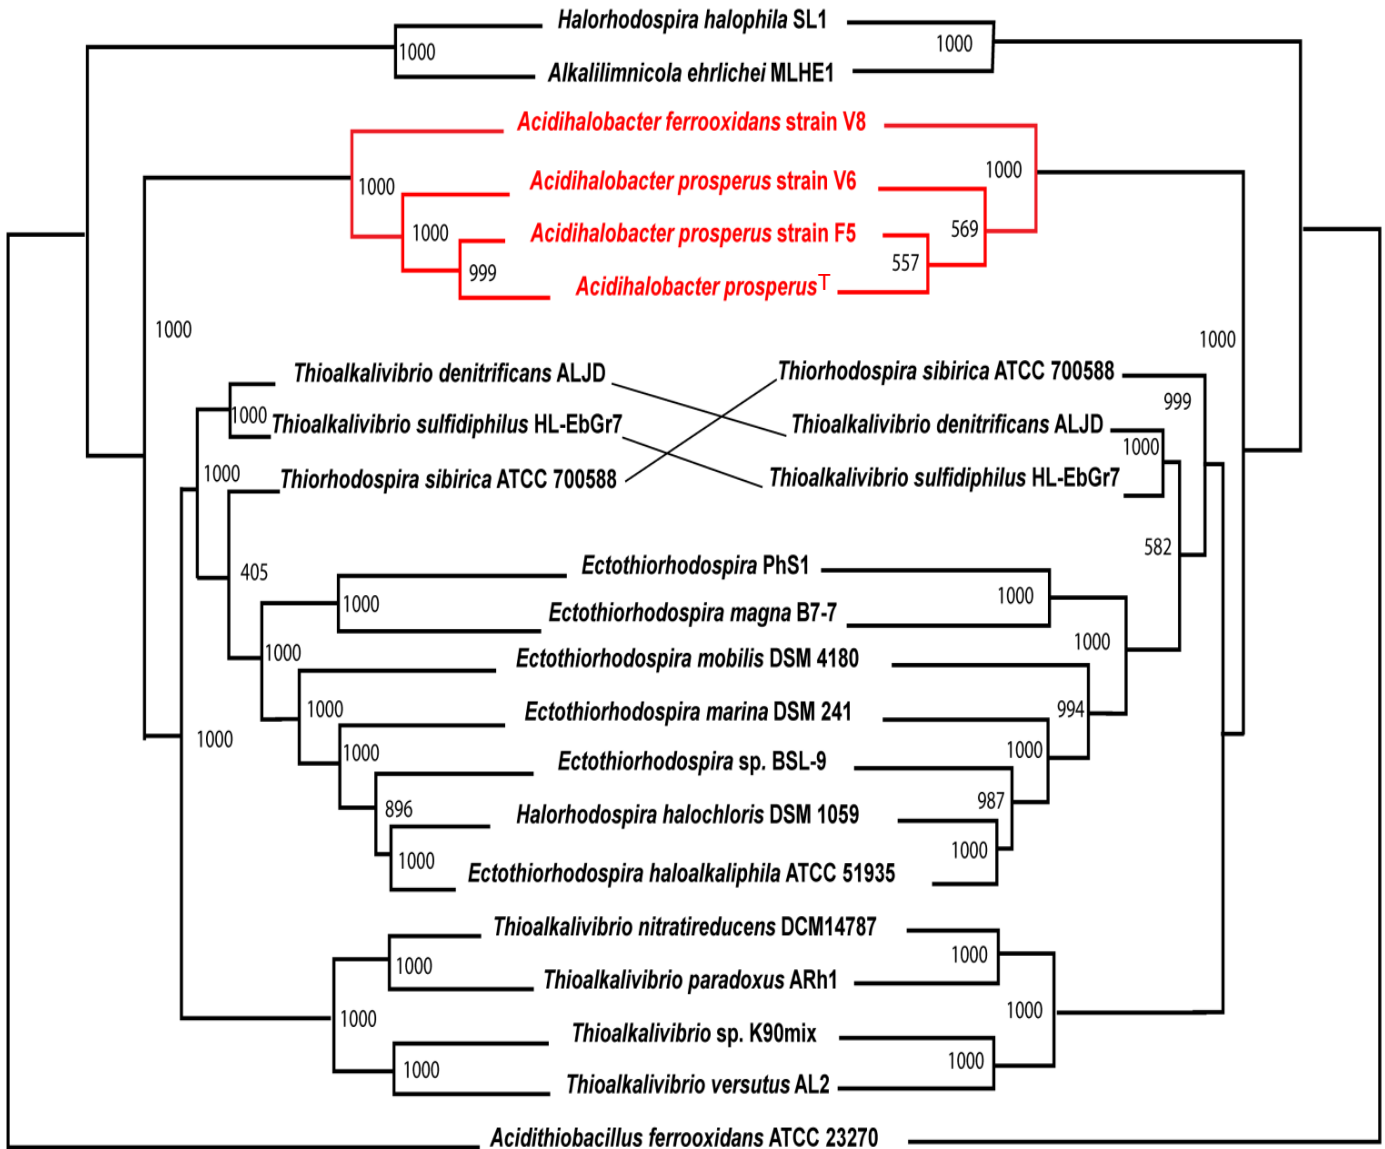 Halorhodospira halophila SL1
1000
1000
Alkalilimnicola ehrlichei MLHE1
Acidihalobacter ferrooxidans strain V8
1000
Acidihalobacter prosperus strain V6
1000
1000
Acidihalobacter prosperus strain F5
569
999
557
Acidihalobacter prosperusT
1000
1000
Thioalkalivibrio denitrificans ALJD
Thiorhodospira sibirica ATCC 700588
999
1000
Thioalkalivibrio sulfidiphilus HL-EbGr7
Thioalkalivibrio denitrificans ALJD
1000
1000
Thiorhodospira sibirica ATCC 700588
Thioalkalivibrio sulfidiphilus HL-EbGr7
582
405
Ectothiorhodospira PhS1
1000
1000
Ectothiorhodospira magna B7-7
1000
1000
Ectothiorhodospira mobilis DSM 4180
1000
994
Ectothiorhodospira marina DSM 241
1000
1000
1000
Ectothiorhodospira sp. BSL-9
896
987
Halorhodospira halochloris DSM 1059
1000
1000
Ectothiorhodospira haloalkaliphila ATCC 51935
Thioalkalivibrio nitratireducens DCM14787
1000
1000
Thioalkalivibrio paradoxus ARh1
1000
1000
Thioalkalivibrio sp. K90mix
1000
1000
Thioalkalivibrio versutus AL2
Acidithiobacillus ferrooxidans ATCC 23270